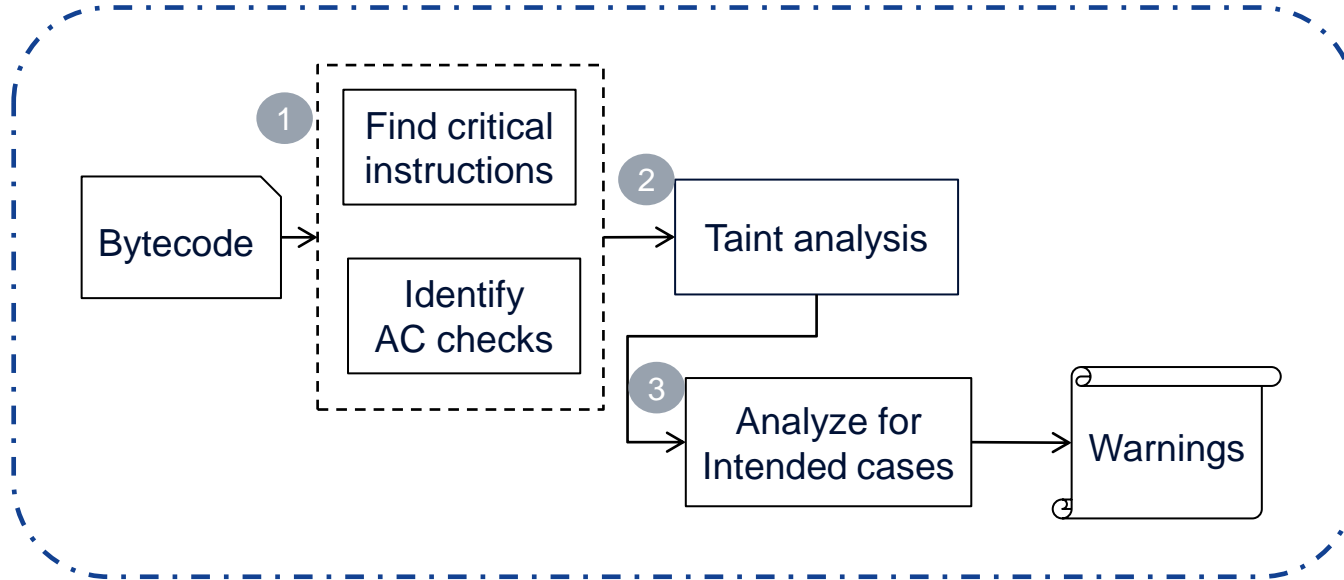 1
Find critical
instructions
Bytecode
Identify
AC checks
2
Taint analysis
3
Analyze for
Intended cases
Warnings